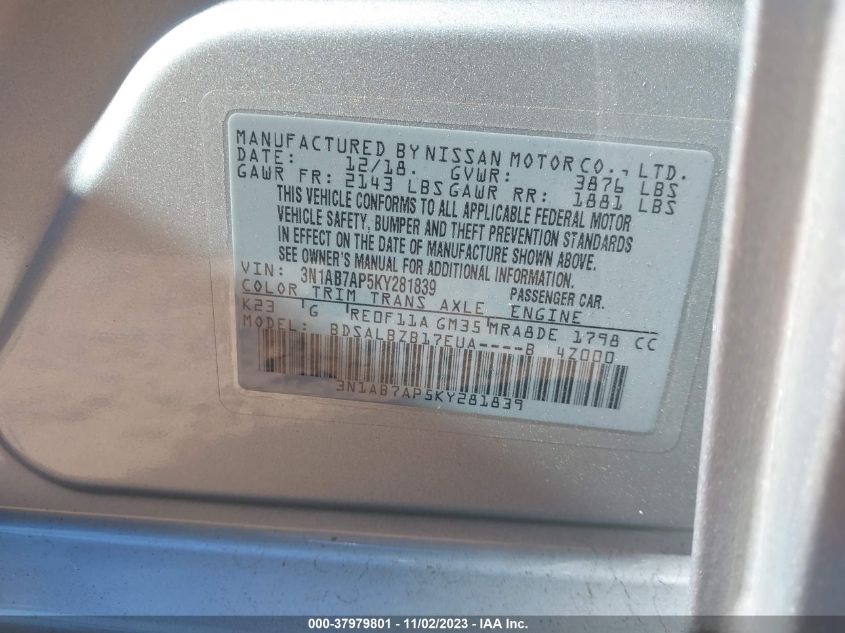 MANUFACTURED BY NISSAN MOTOR CO., LTD.
DATE: 12/18. GVWR: 3876 LBS
GAWR FR: 2143 LBS GAWR RR: 1881 LBS
THIS VEHICLE CONFORMS TO ALL APPLICABLE FEDERAL MOTOR
VEHICLE SAFETY, BUMPER AND THEFT PREVENTION STANDARDS
IN EFFECT ON THE DATE OF MANUFACTURE SHOWN ABOVE.
SEE OWNER'S MANUAL FOR ADDITIONAL INFORMATION.
VIN: 3N1AB7AP5KY281839 PASSENGER CAR.
COLOR TRIM TRANS AXLE ENGINE
K23 G RE0F11A GM35 MRA8DE 1798 CC
MODEL: BDSALBZB17EUA----B 4Z000
3N1AB7AP5KY281839
000-37979801 - 11/02/2023 - IAA Inc.